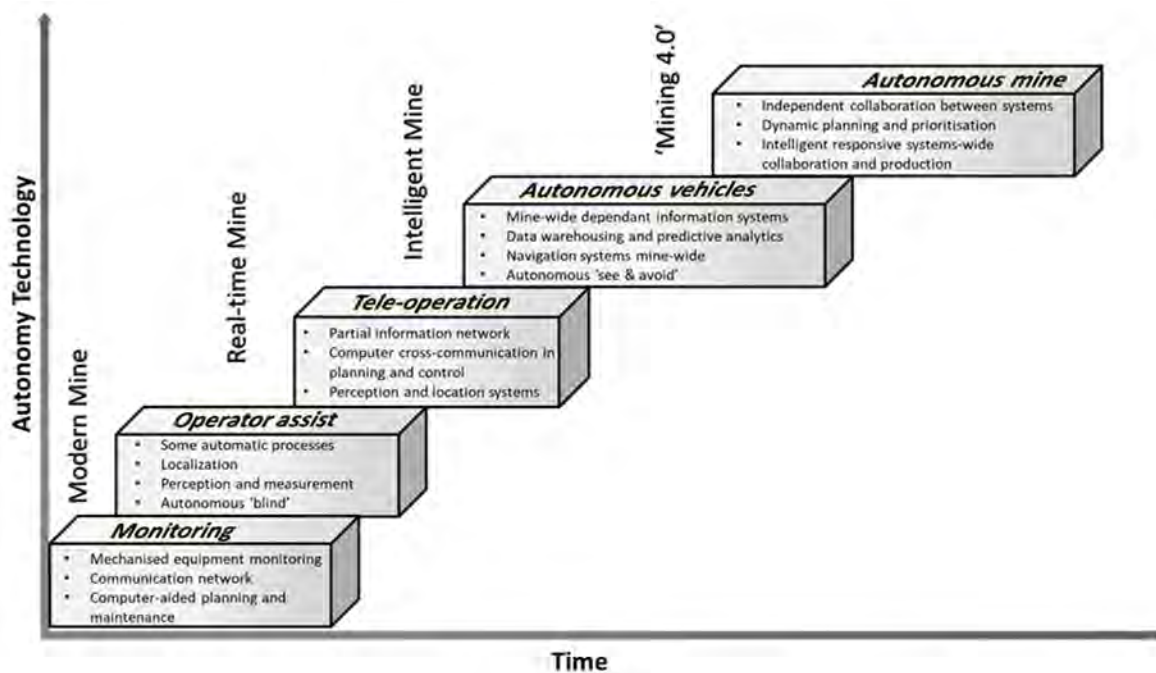 Autonomy Technology
Modern Mine
Real-time Mine
Intelligent Mine
‘Mining 4.0’
Autonomous mine
• Independent collaboration between systems
• Dynamic planning and prioritisation
• Intelligent responsive systems-wide
collaboration and production
Autonomous vehicles
• Mine-wide dependant information systems
• Data warehousing and predictive analytics
• Navigation systems mine-wide
• Autonomous ‘see & avoid’
Tele-operation
• Partial information network
• Computer cross-communication in
planning and control
• Perception and location systems
Operator assist
• Some automatic processes
• Localization
• Perception and measurement
• Autonomous ‘blind’
Monitoring
• Mechanised equipment monitoring
• Communication network
• Computer-aided planning and
maintenance
Time